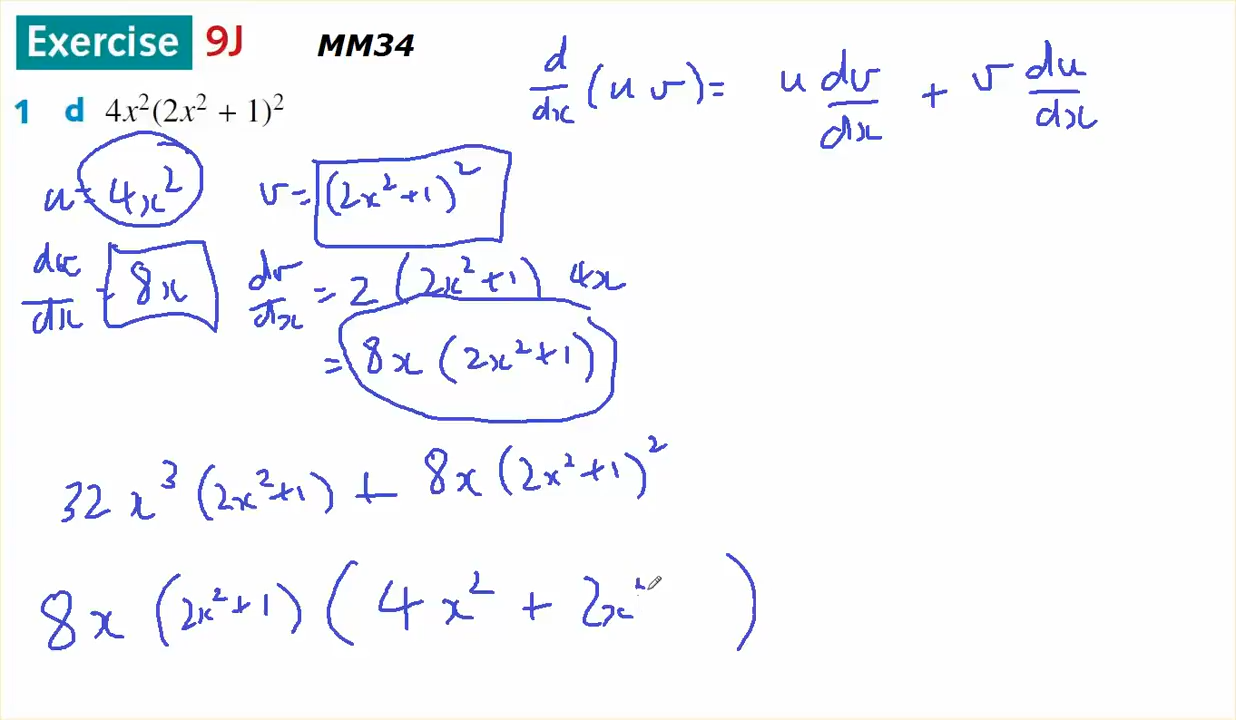 Exercise 9J MM34
d/dx (u v) = u dv/dx + v du/dx
1 d 4x²(2x² + 1)²
u = 4x² v = (2x²+1)²
du/dx = 8x dv/dx = 2 (2x²+1) 4x
= 8x (2x²+1)
32x³ (2x²+1) + 8x (2x²+1)²
8x (2x²+1) (4x² + 2x² )